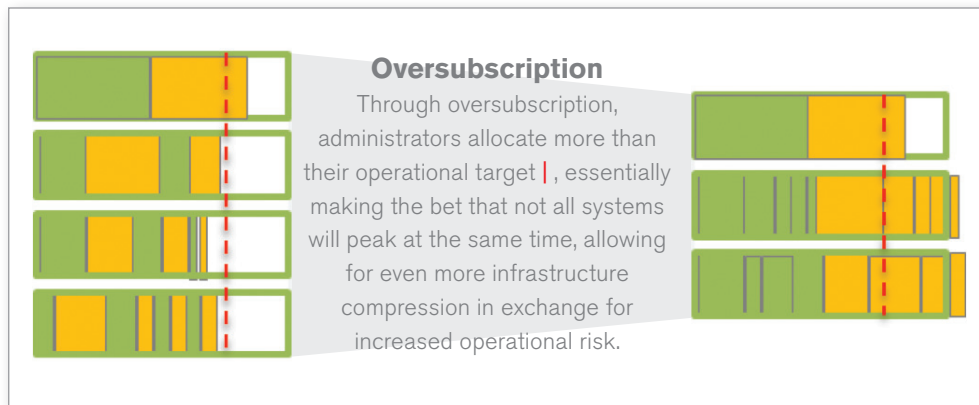 Oversubscription
Through oversubscription,
administrators allocate more than
their operational target | , essentially
making the bet that not all systems
will peak at the same time, allowing
for even more infrastructure
compression in exchange for
increased operational risk.